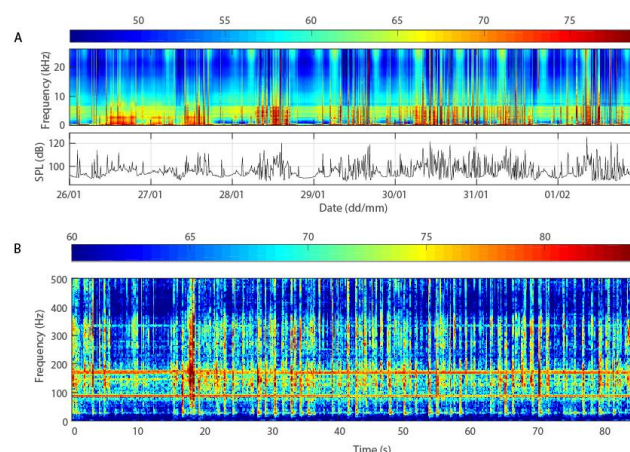 50 55 60 65 70 75
A
Frequency (kHz)
20
10
0
SPL (dB)
120
100
26/01 27/01 28/01 29/01 30/01 31/01 01/02
Date (dd/mm)
60 65 70 75 80
B
Frequency (Hz)
500
400
300
200
100
0
0 10 20 30 40 50 60 70 80
Time (s)